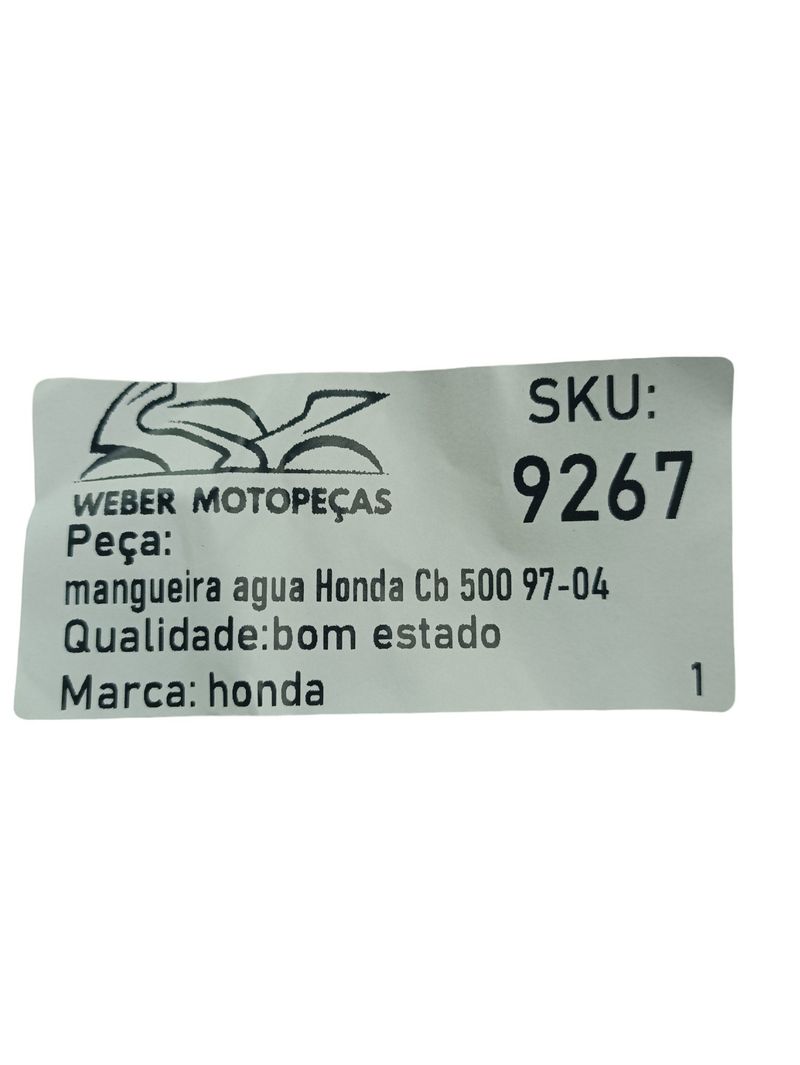 WEBER MOTOPEÇAS
SKU:
9267
Peça:
mangueira agua Honda Cb 500 97-04
Qualidade:bom estado
Marca: honda
1